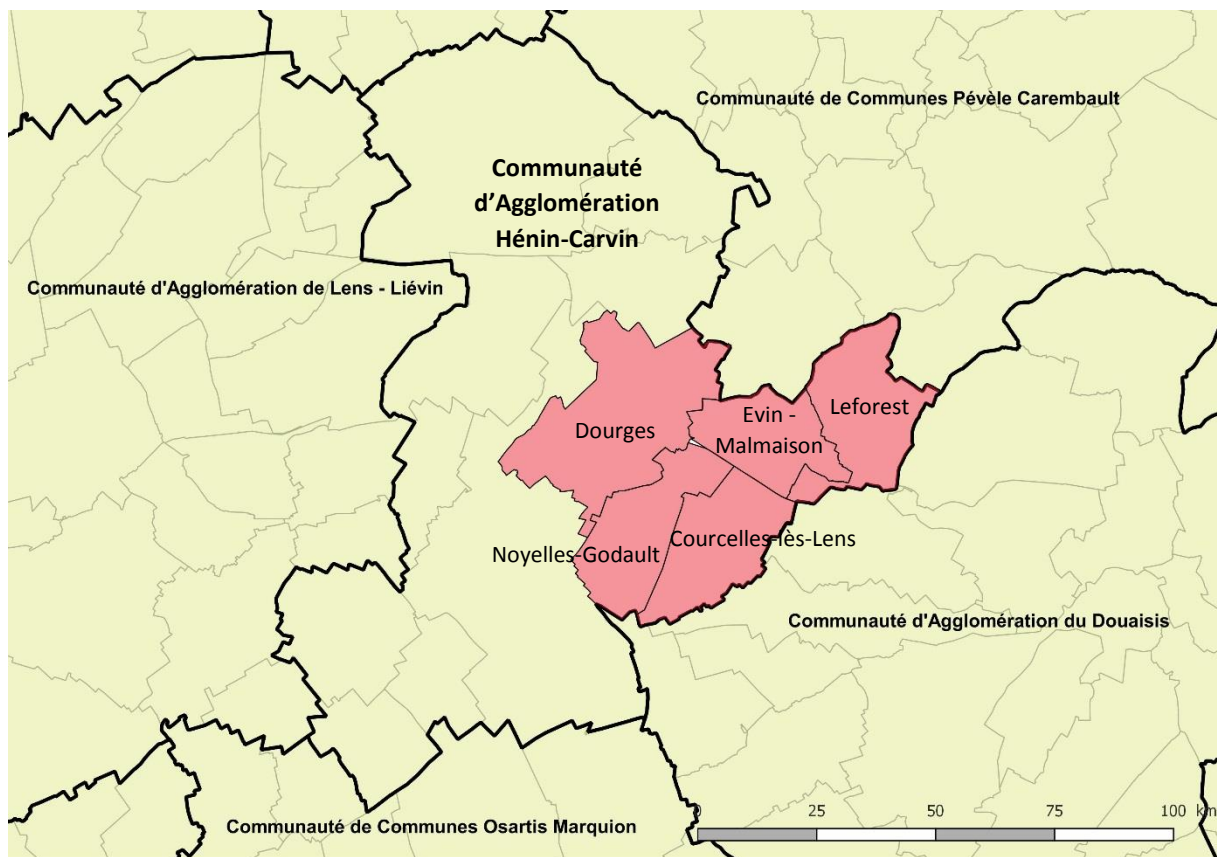 Communauté de Communes Pévèle Carembault
Communauté
d'Agglomération
Hénin-Carvin
Communauté d'Agglomération de Lens - Liévin
Dourges
Evin -
Malmaison
Leforest
Noyelles-Godault
Courcelles-lès-Lens
Communauté d'Agglomération du Douaisis
Communauté de Communes Osartis Marquion
0 25 50 75 100 km